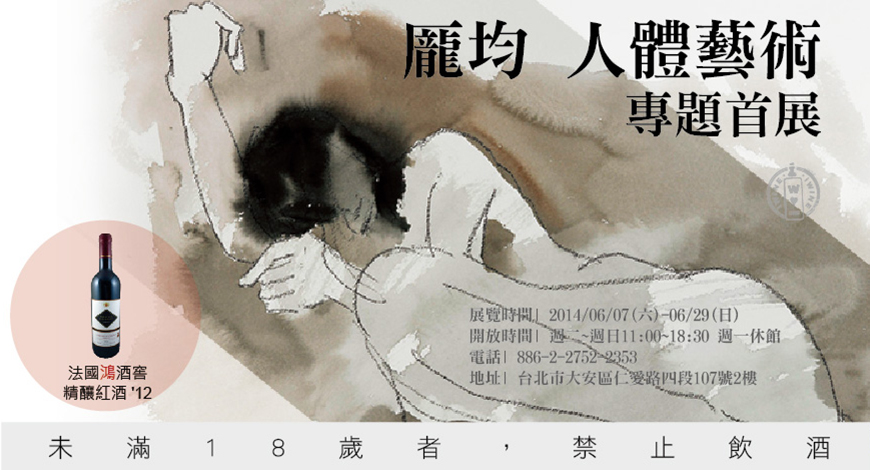 龎均 人體藝術
專題首展
展覽時間| 2014/06/07(六)-06/29(日)
開放時間| 週二~週日11:00~18:30 週一休館
電話| 886-2-2752-2353
地址| 台北市大安區仁愛路四段107號2樓
法國鴻酒窖
精釀紅酒 '12
未滿18歲者，禁止飲酒